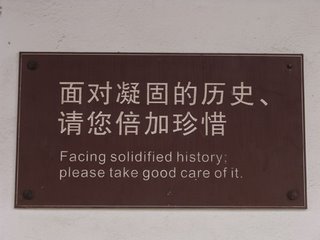 面对凝固的历史、
请您倍加珍惜
Facing solidified history;
please take good care of it.